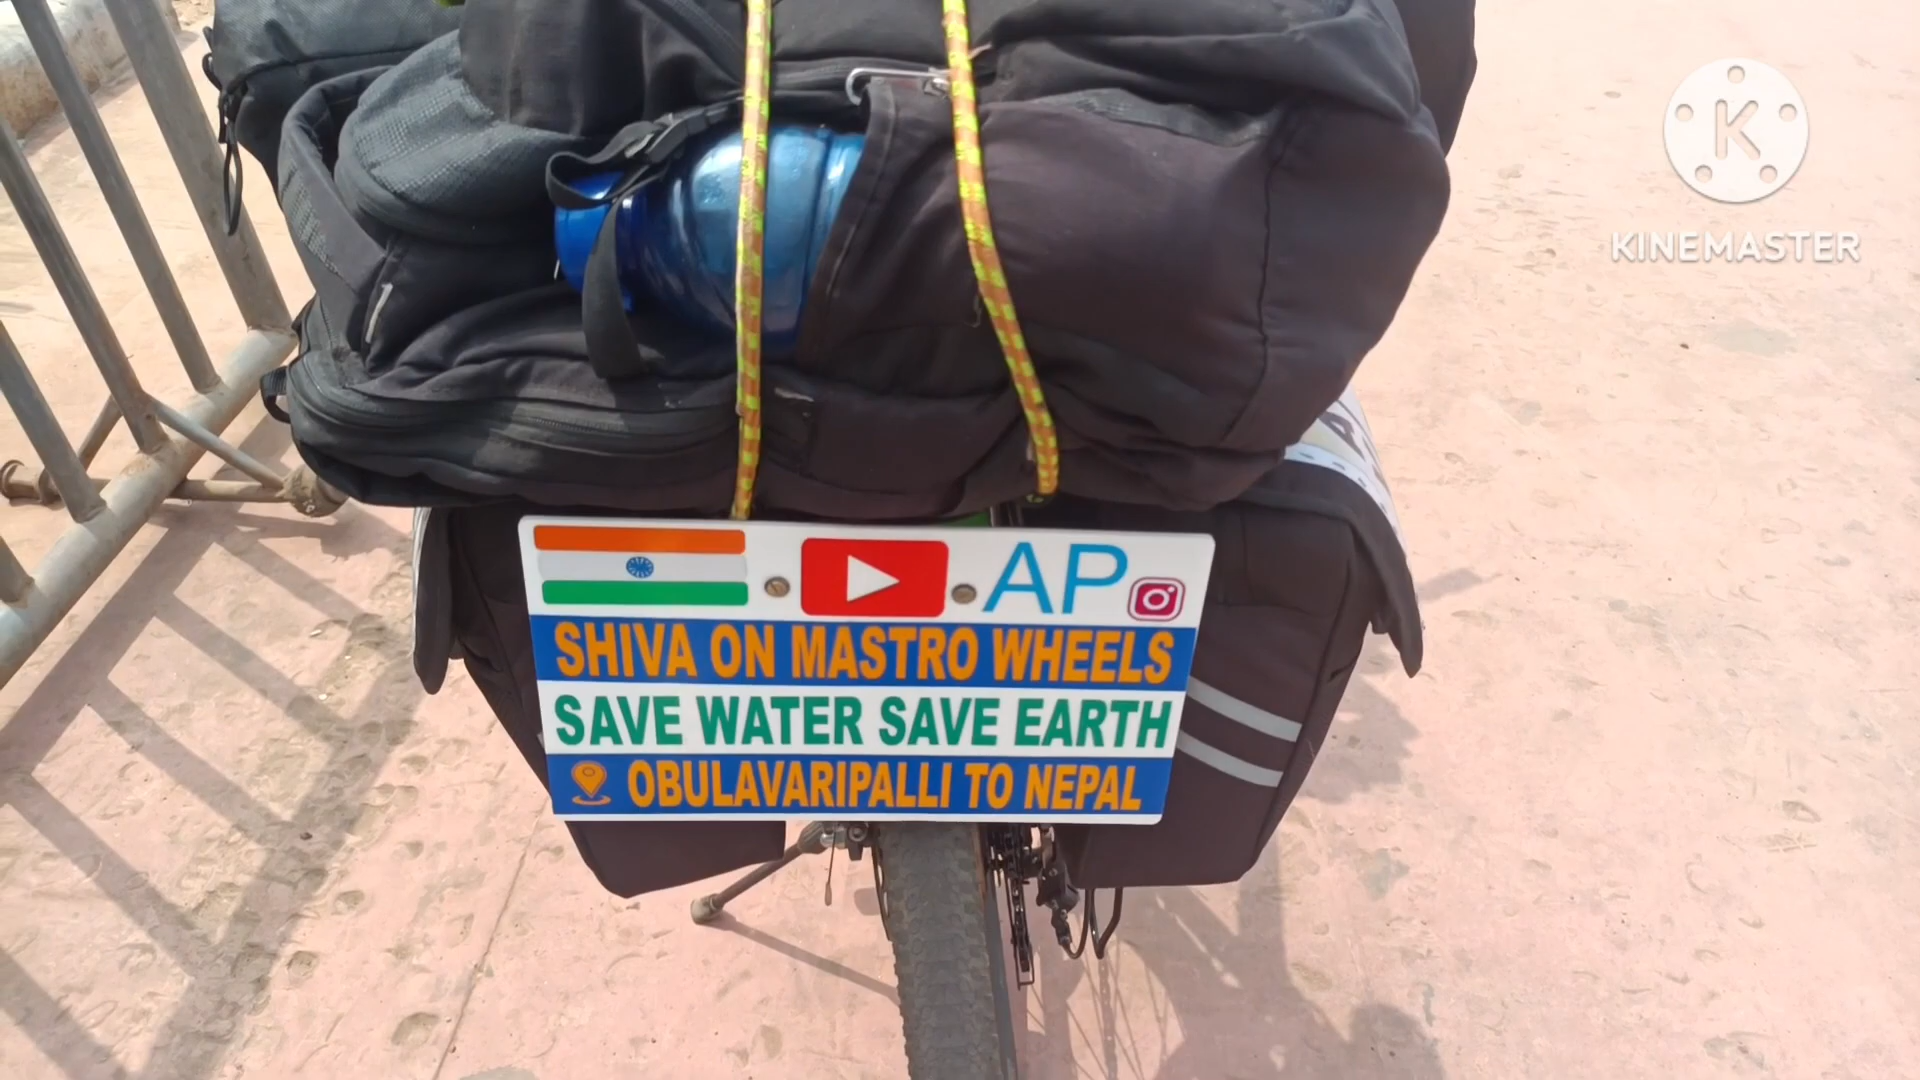 K
KINEMASTER
AP
SHIVA ON MASTRO WHEELS
SAVE WATER SAVE EARTH
OBULAVARIPALLI TO NEPAL